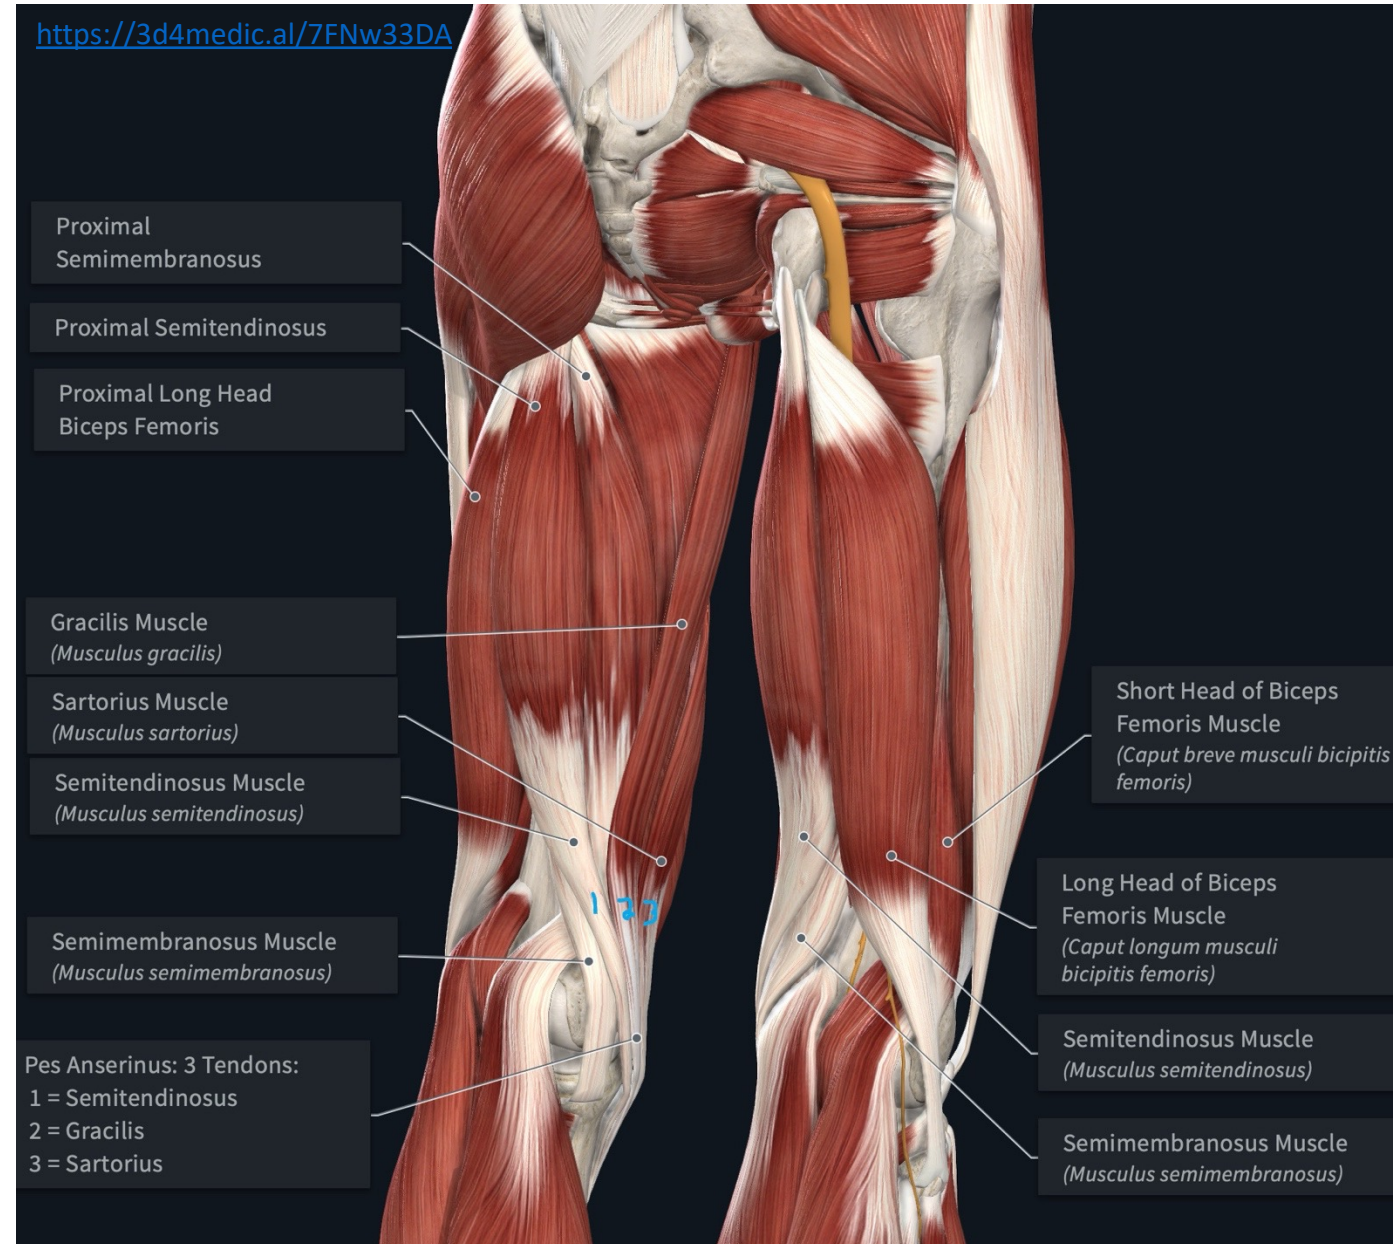 https://3d4medic.al/7FNw33DA
Proximal
Semimembranosus
Proximal Semitendinosus
Proximal Long Head
Biceps Femoris
Gracilis Muscle
(Musculus gracilis)
Sartorius Muscle
(Musculus sartorius)
Semitendinosus Muscle
(Musculus semitendinosus)
Semimembranosus Muscle
(Musculus semimembranosus)
Pes Anserinus: 3 Tendons:
1 = Semitendinosus
2 = Gracilis
3 = Sartorius
1 2 3
Short Head of Biceps
Femoris Muscle
(Caput breve musculi bicipitis
femoris)
Long Head of Biceps
Femoris Muscle
(Caput longum musculi
bicipitis femoris)
Semitendinosus Muscle
(Musculus semitendinosus)
Semimembranosus Muscle
(Musculus semimembranosus)